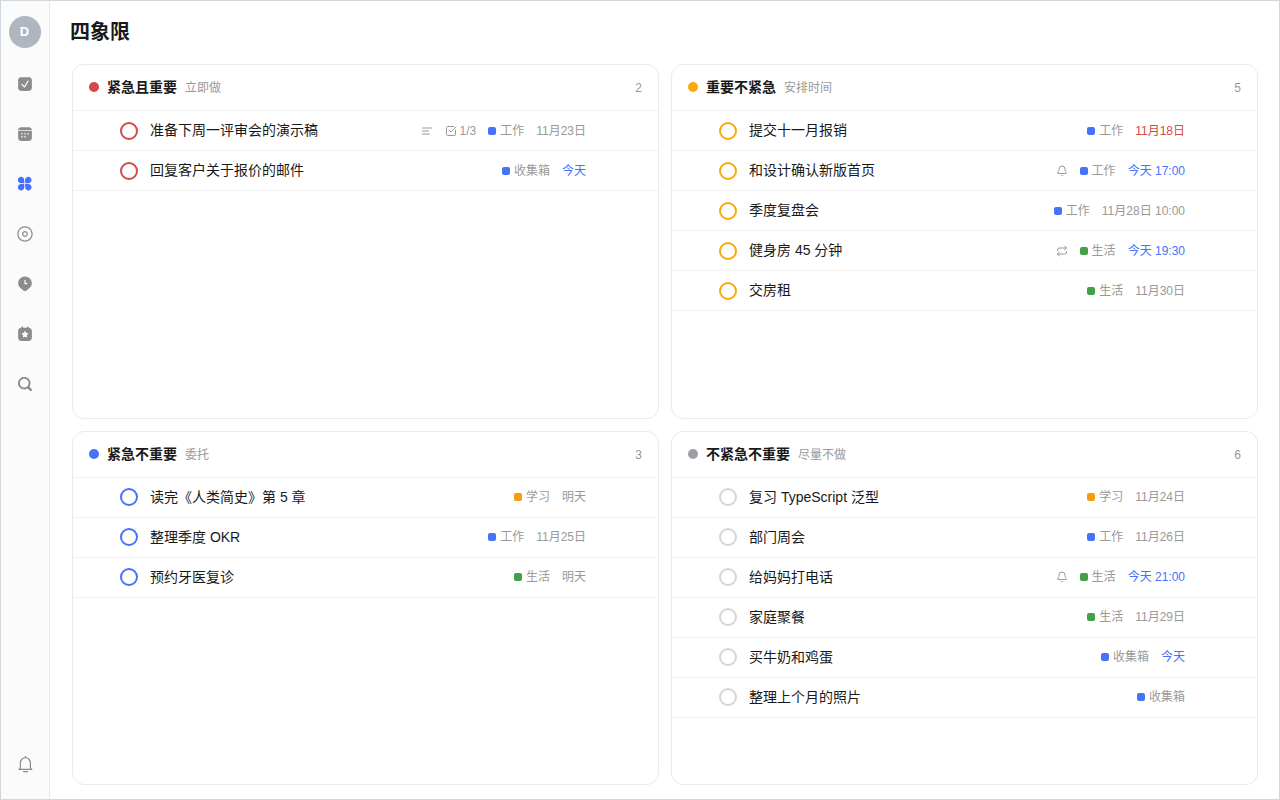 D
四象限
紧急且重要 立即做 2
准备下周一评审会的演示稿 1/3 工作 11月23日
回复客户关于报价的邮件 收集箱 今天
重要不紧急 安排时间 5
提交十一月报销 工作 11月18日
和设计确认新版首页 工作 今天 17:00
季度复盘会 工作 11月28日 10:00
健身房 45 分钟 生活 今天 19:30
交房租 生活 11月30日
紧急不重要 委托 3
读完《人类简史》第 5 章 学习 明天
整理季度 OKR 工作 11月25日
预约牙医复诊 生活 明天
不紧急不重要 尽量不做 6
复习 TypeScript 泛型 学习 11月24日
部门周会 工作 11月26日
给妈妈打电话 生活 今天 21:00
家庭聚餐 生活 11月29日
买牛奶和鸡蛋 收集箱 今天
整理上个月的照片 收集箱